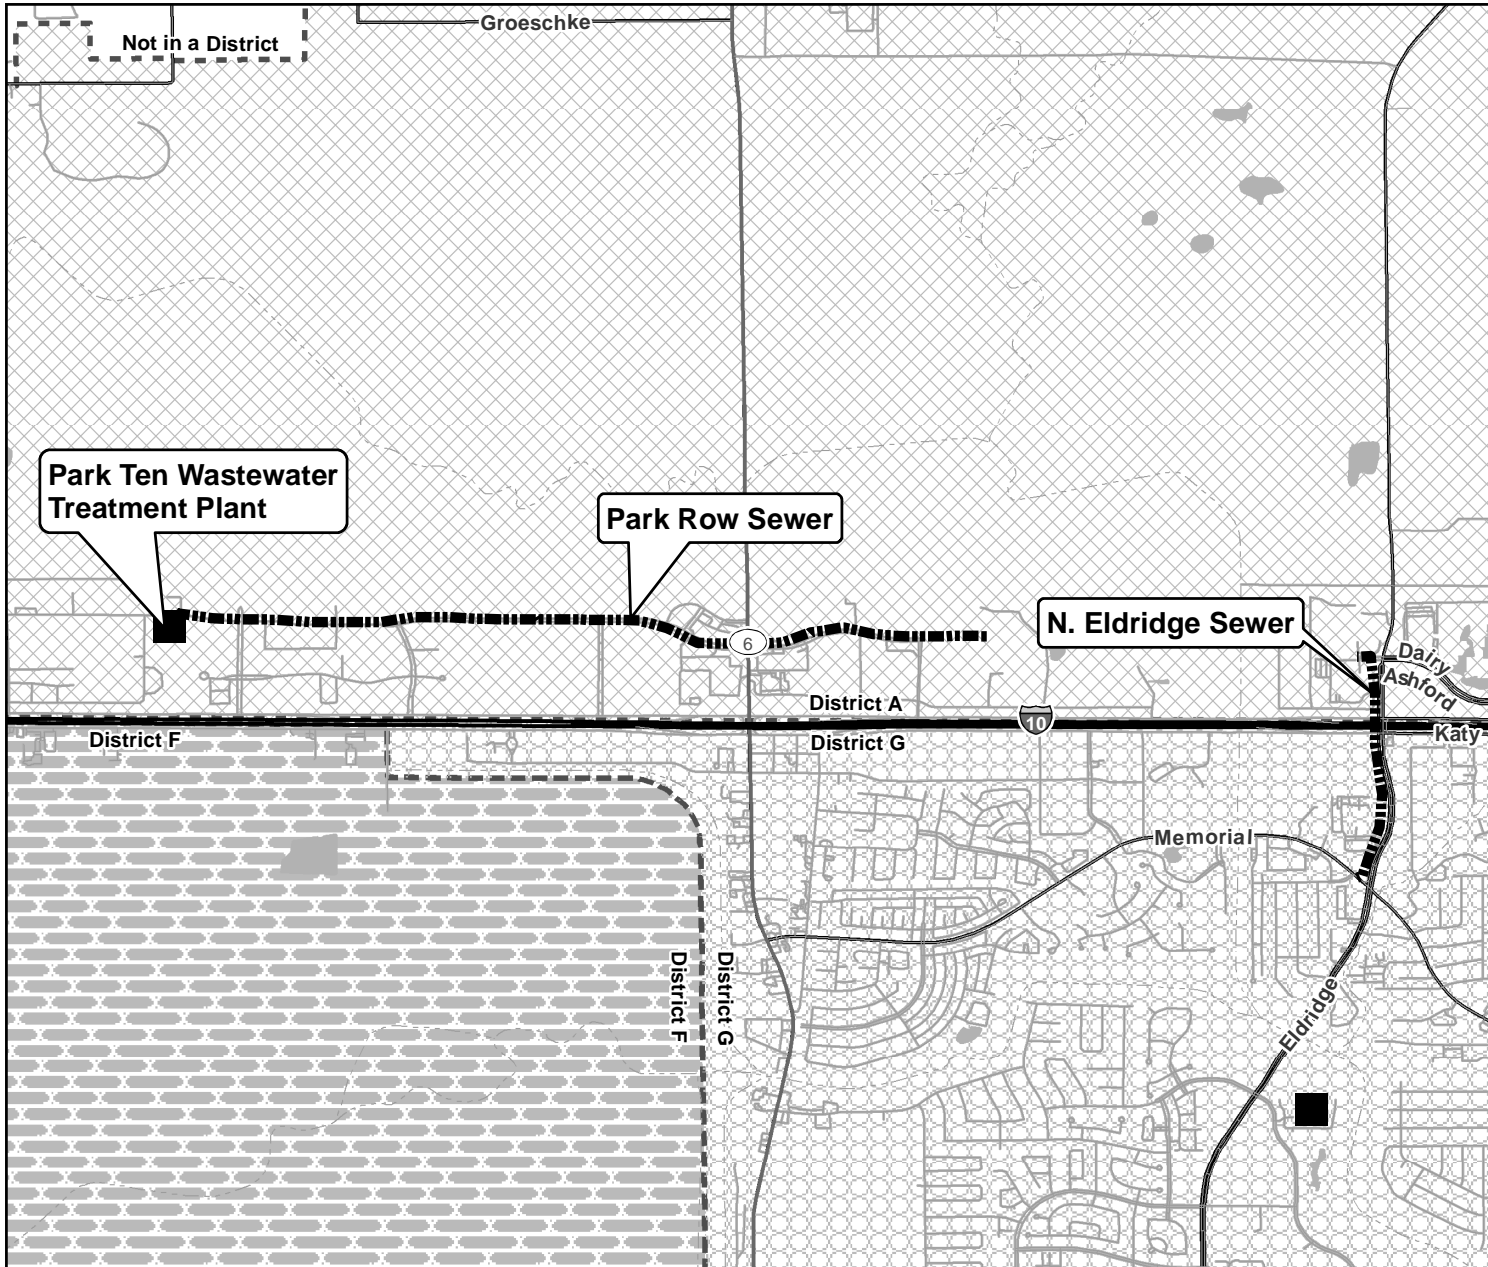 Groeschke
Not in a District
Park Ten Wastewater
Treatment Plant
Park Row Sewer
N. Eldridge Sewer
6
Dairy
Ashford
District A
10
District F
District G
Katy
Memorial
District F
District G
Eldridge